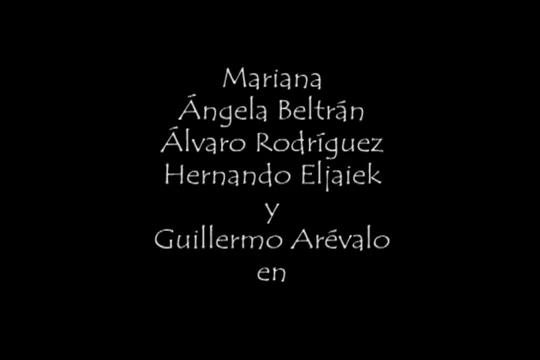 Mariana
Ángela Beltrán
Álvaro Rodríguez
Hernando Eljaiek
y
Guillermo Arévalo
en